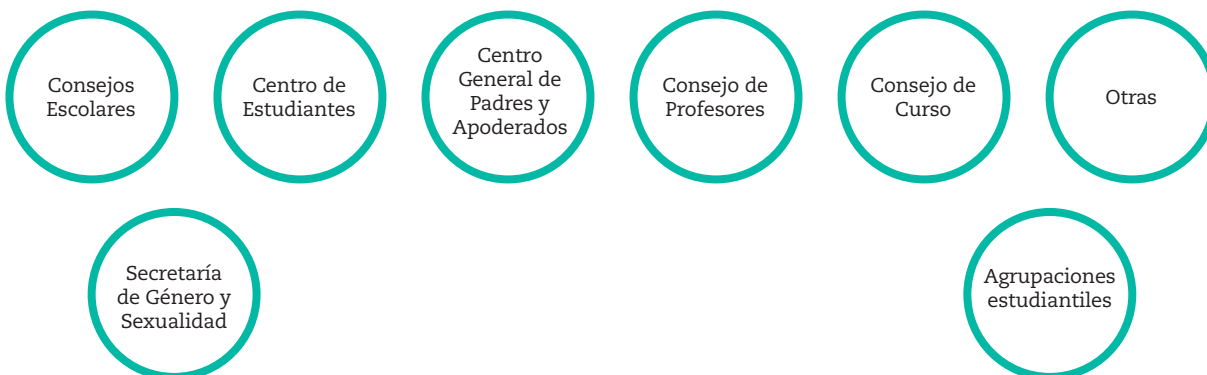 Consejos
Escolares
Centro de
Estudiantes
Centro
General de
Padres y
Apoderados
Consejo de
Profesores
Consejo de
Curso
Otras
Secretaría
de Género y
Sexualidad
Agrupaciones
estudiantiles